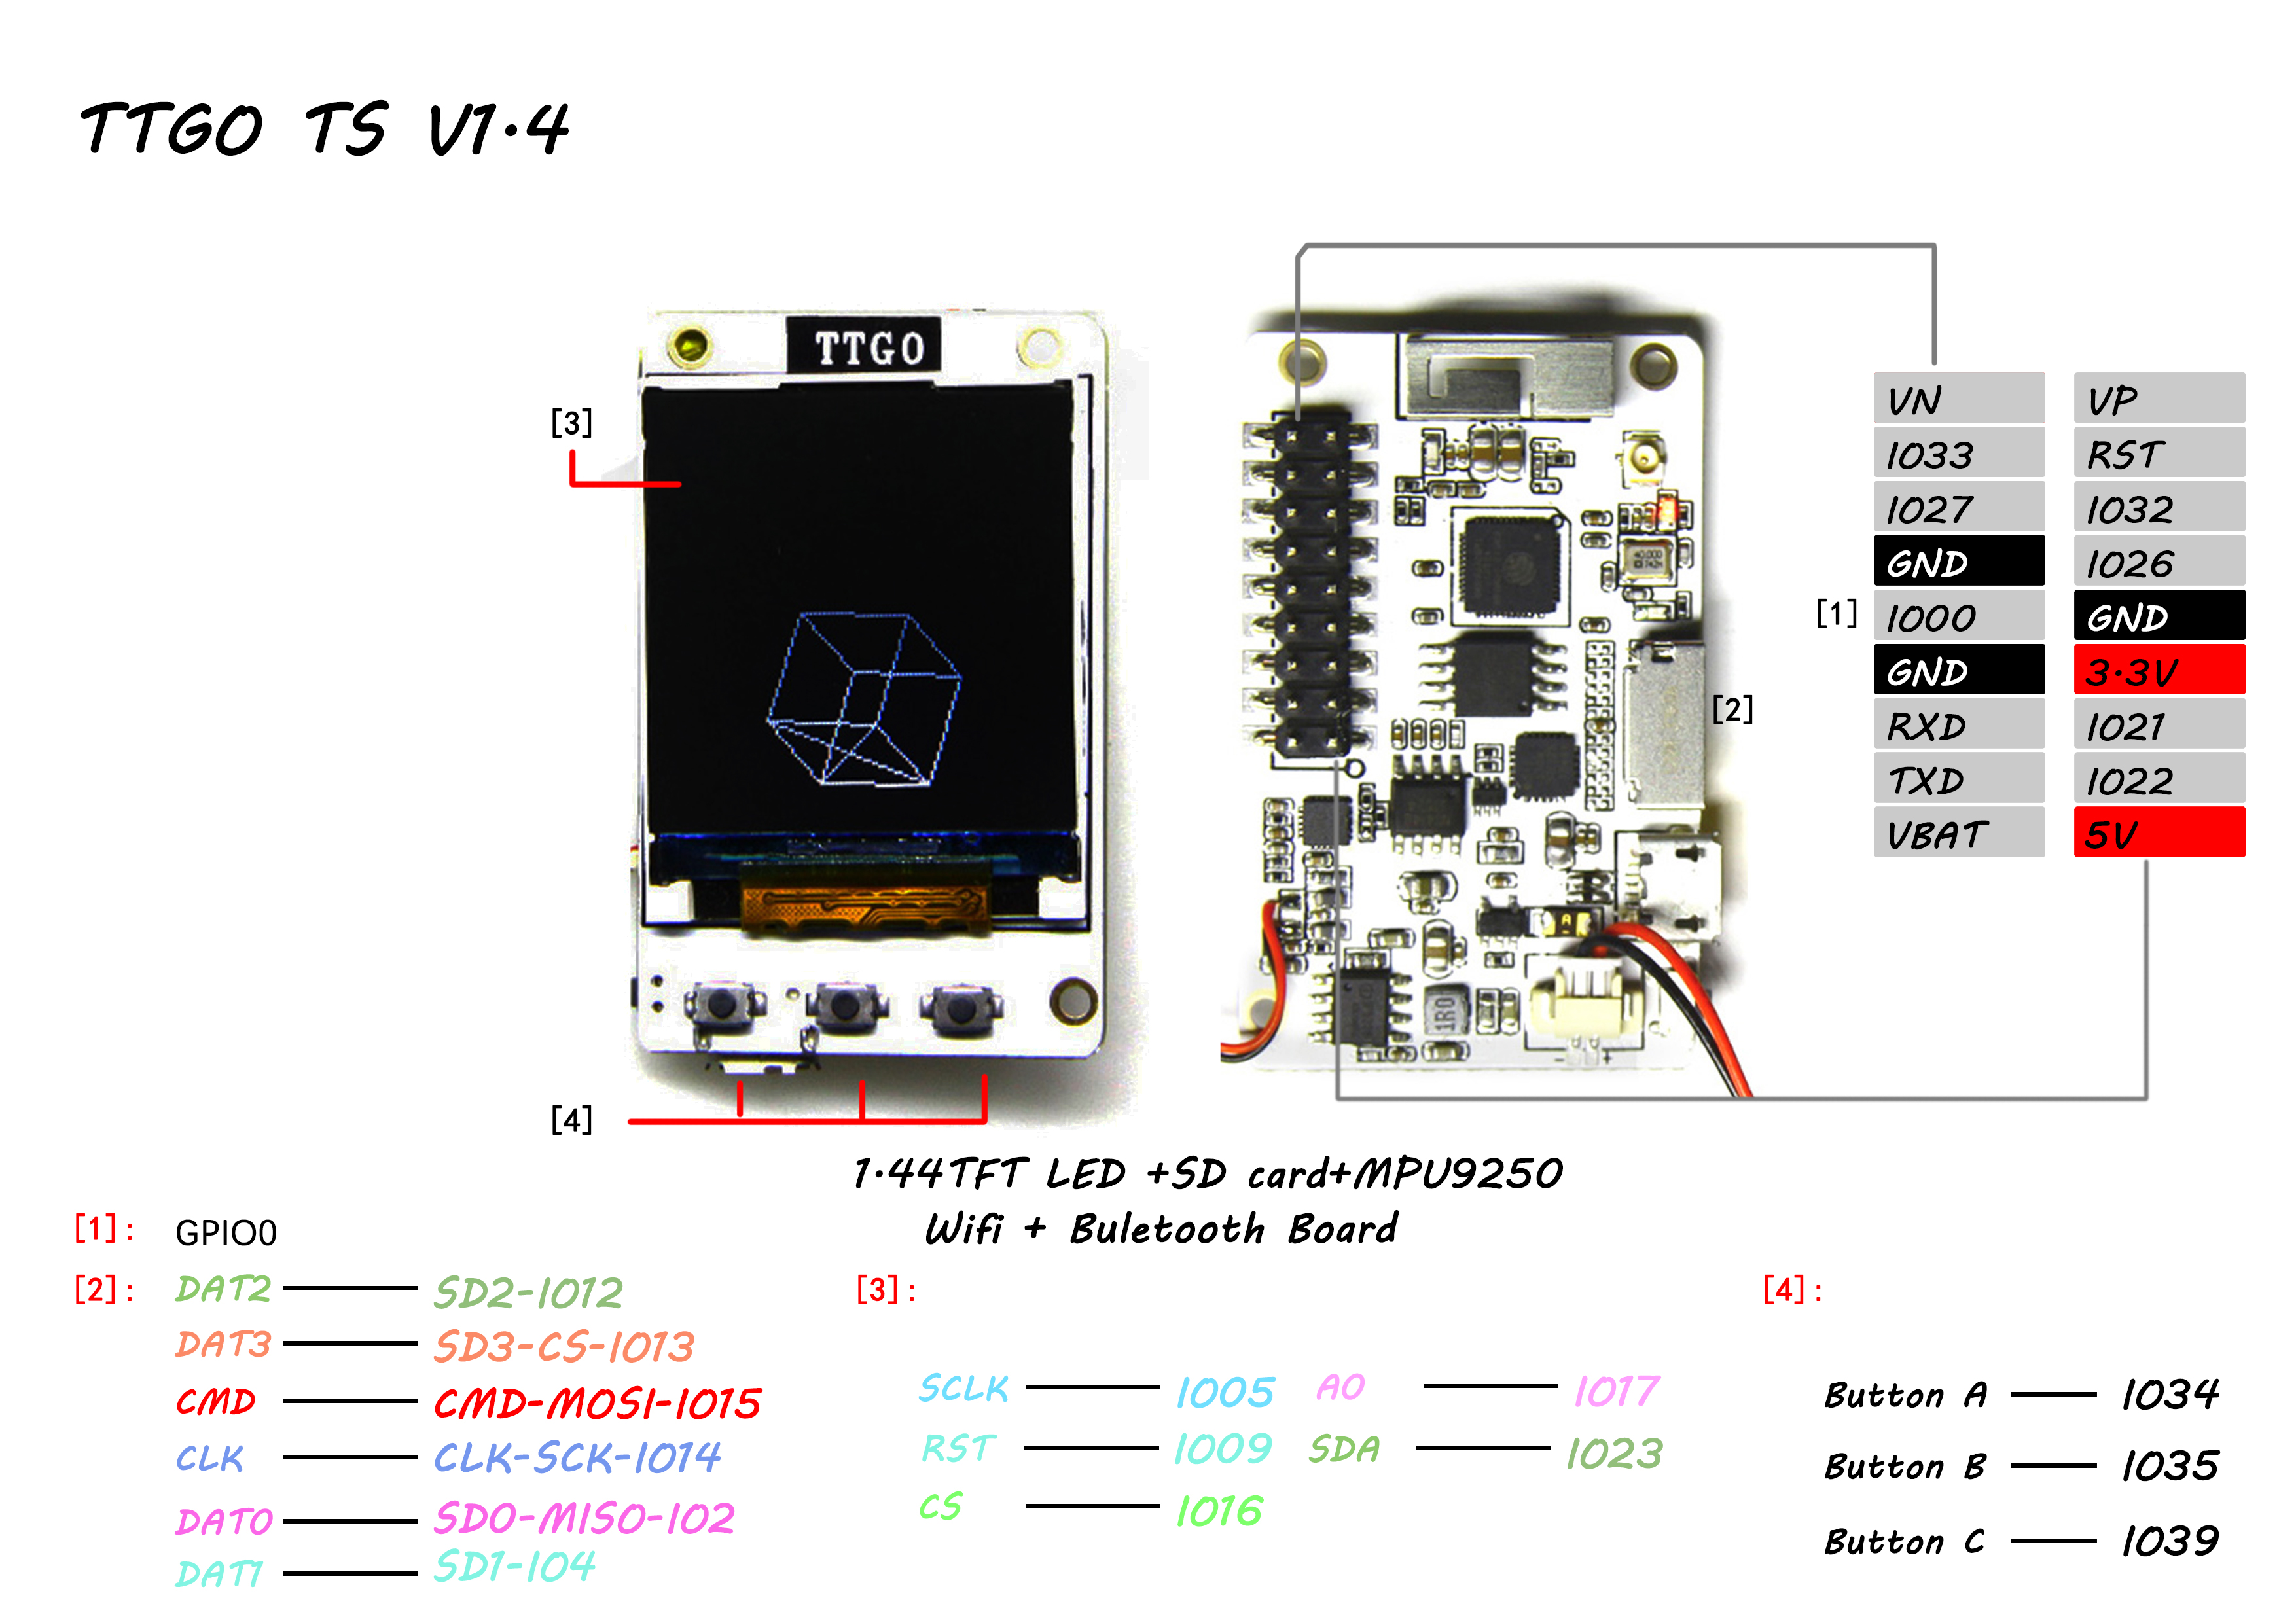 TTGO TS V1.4
TTGO
[3]
VN VP
IO33 RST
IO27 IO32
GND IO26
[1] IO00 GND
GND 3.3V
[2]
RXD IO21
TXD IO22
VBAT 5V
40.000
1R0
- +
[4]
1.44TFT LED +SD card+MPU9250
Wifi + Buletooth Board
[1]: GPIO0
[2]: DAT2 SD2-IO12
DAT3 SD3-CS-IO13
CMD CMD-MOSI-IO15
CLK CLK-SCK-IO14
DAT0 SD0-MISO-IO2
DAT1 SD1-IO4
[3]:
SCLK IO05 A0 IO17
RST IO09 SDA IO23
CS IO16
[4]:
Button A IO34
Button B IO35
Button C IO39